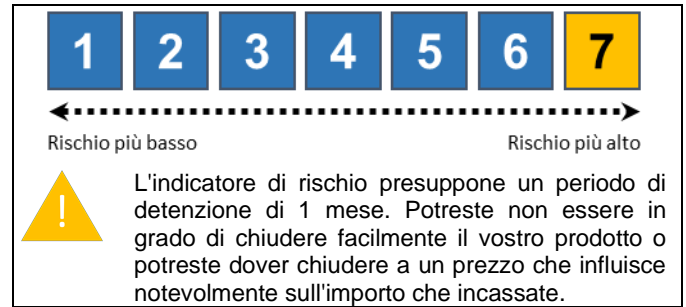 1 2 3 4 5 6 7
Rischio più basso Rischio più alto
!
L'indicatore di rischio presuppone un periodo di
detenzione di 1 mese. Potreste non essere in
grado di chiudere facilmente il vostro prodotto o
potreste dover chiudere a un prezzo che influisce
notevolmente sull'importo che incassate.